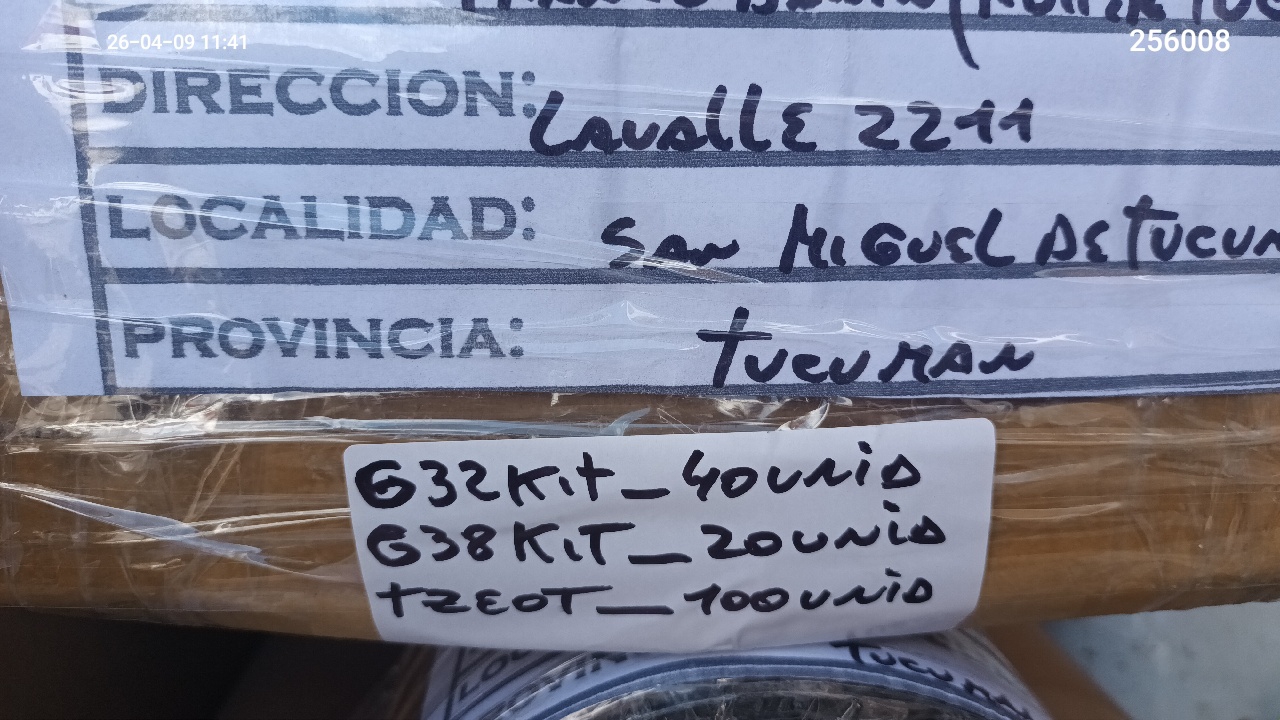 26-04-09 11:41
256008
DIRECCION: LAVALLE 2211
LOCALIDAD: SAN MIGUEL DE TUCUM
PROVINCIA: TUCUMAN
G32KIT_40UNID
G38KIT_20UNID
TZEOT_100UNID
TUCUMAN